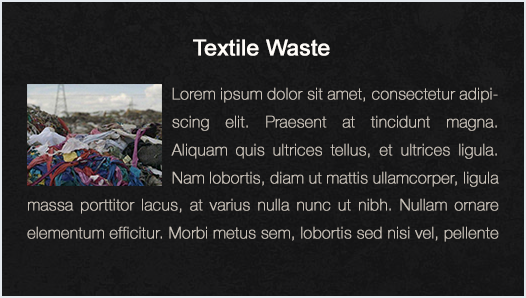 Textile Waste
Lorem ipsum dolor sit amet, consectetur adipi-
scing elit. Praesent at tincidunt magna.
Aliquam quis ultrices tellus, et ultrices ligula.
Nam lobortis, diam ut mattis ullamcorper, ligula
massa porttitor lacus, at varius nulla nunc ut nibh. Nullam ornare
elementum efficitur. Morbi metus sem, lobortis sed nisi vel, pellente